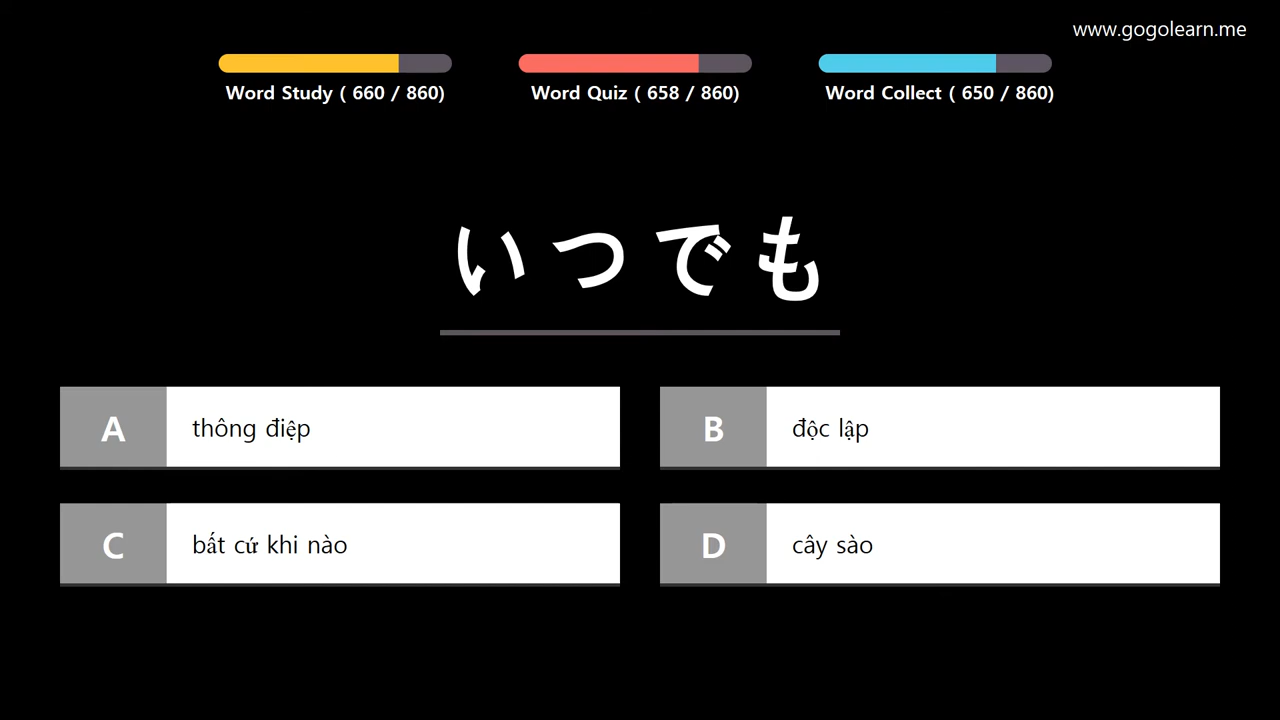 www.gogolearn.me
Word Study ( 660 / 860)
Word Quiz ( 658 / 860)
Word Collect ( 650 / 860)
いつでも
A thông điệp
B độc lập
C bất cứ khi nào
D cây sào